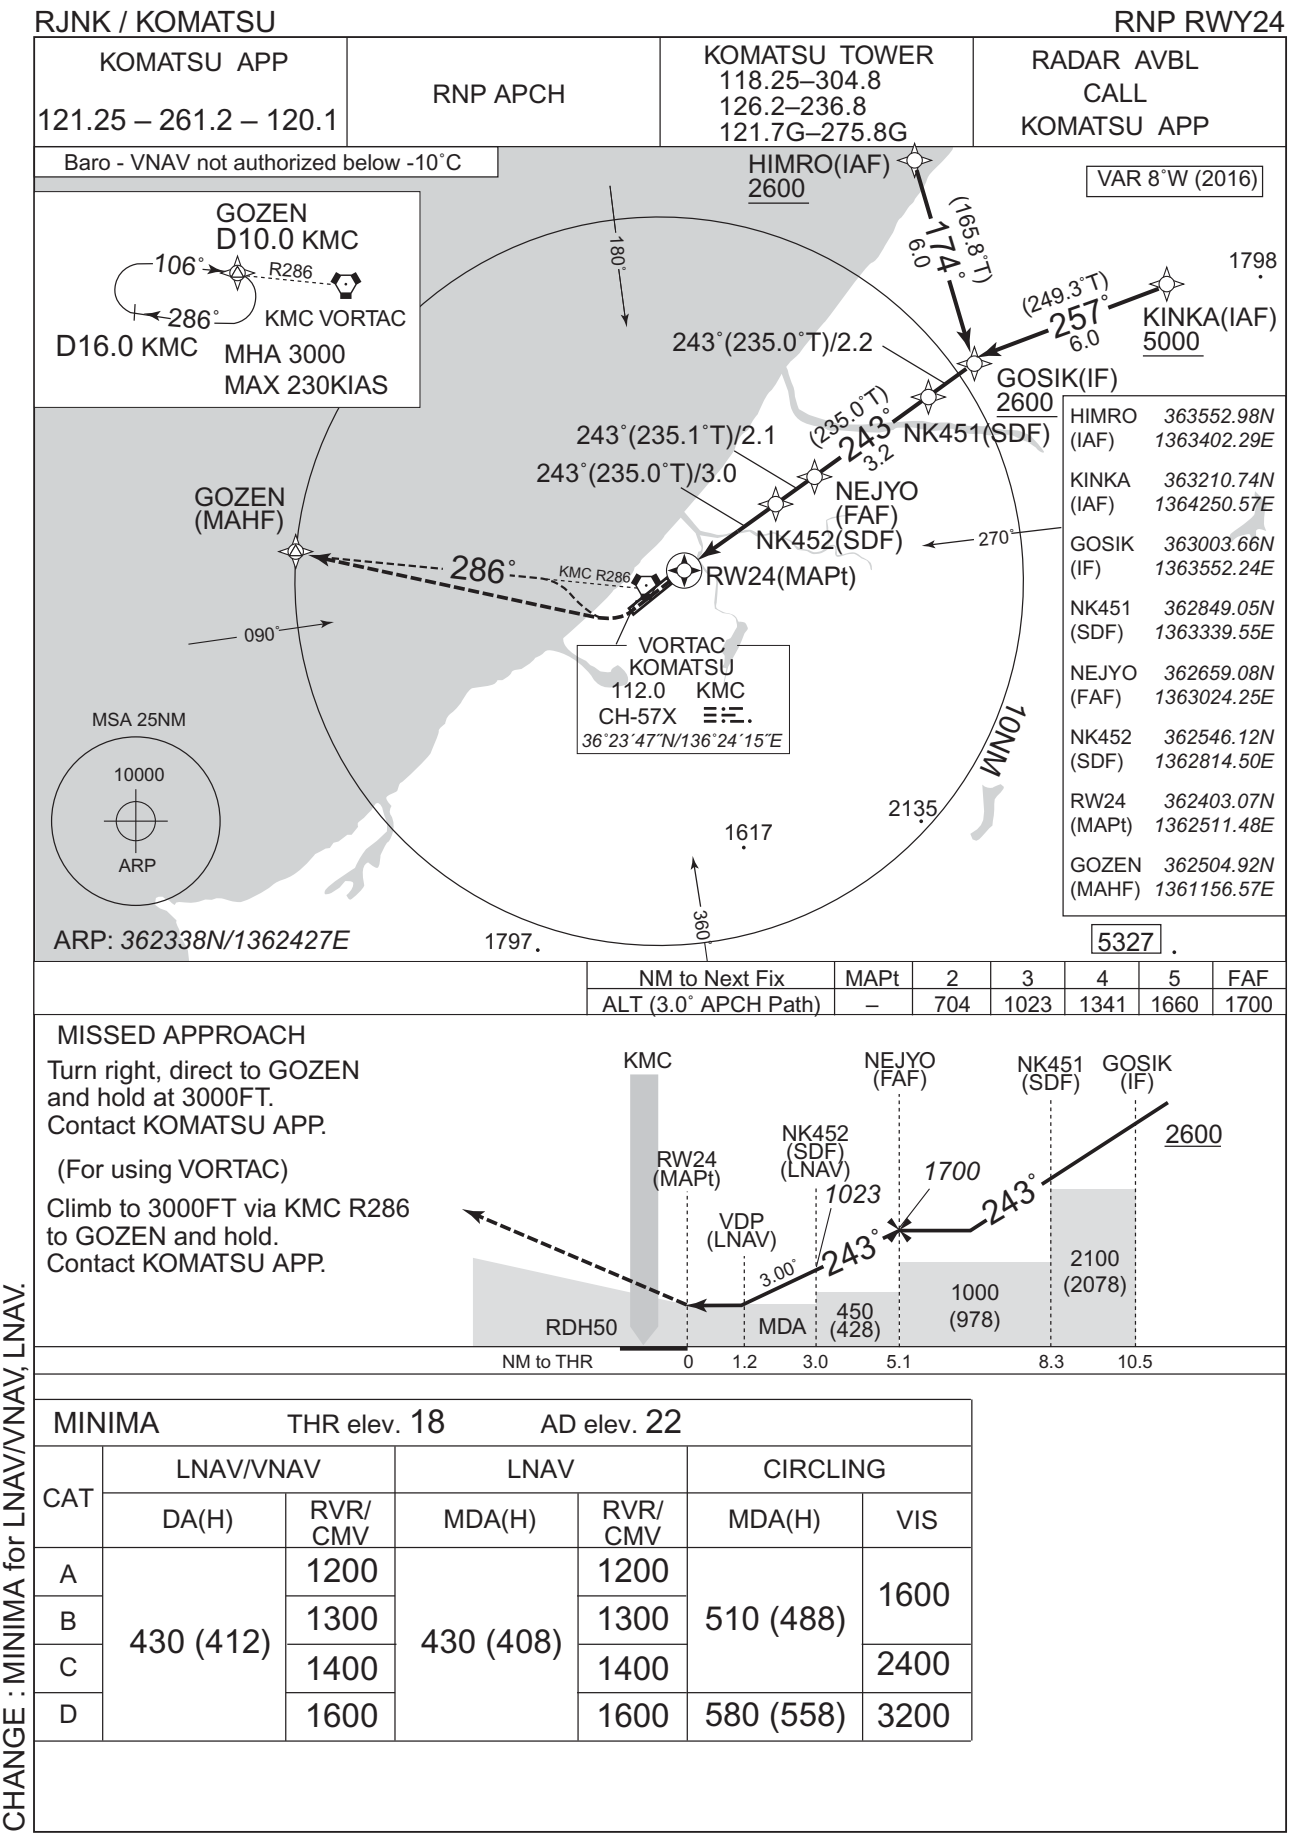 RJNK / KOMATSU
RNP RWY24
KOMATSU APP
121.25 – 261.2 – 120.1
RNP APCH
KOMATSU TOWER
118.25–304.8
126.2–236.8
121.7G–275.8G
RADAR AVBL
CALL
KOMATSU APP
Baro - VNAV not authorized below -10˚C
VAR 8˚W (2016)
GOZEN
D10.0 KMC
106˚
R286
286˚
KMC VORTAC
D16.0 KMC
MHA 3000
MAX 230KIAS
HIMRO(IAF)
2600
(165.8˚T)
174˚
6.0
180˚
1798
(249.3˚T)
257˚
6.0
KINKA(IAF)
5000
243˚(235.0˚T)/2.2
GOSIK(IF)
2600
(235.0˚T)
243˚
3.2
NK451(SDF)
243˚(235.1˚T)/2.1
243˚(235.0˚T)/3.0
NEJYO
(FAF)
NK452(SDF)
270˚
GOZEN
(MAHF)
286˚
KMC R286
RW24(MAPt)
090˚
VORTAC
KOMATSU
112.0 KMC
CH-57X
36˚23´47˝N/136˚24´15˝E
10NM
MSA 25NM
10000
ARP
2135
1617
360˚
ARP: 362338N/1362427E
1797
5327
HIMRO 363552.98N
(IAF) 1363402.29E
KINKA 363210.74N
(IAF) 1364250.57E
GOSIK 363003.66N
(IF) 1363552.24E
NK451 362849.05N
(SDF) 1363339.55E
NEJYO 362659.08N
(FAF) 1363024.25E
NK452 362546.12N
(SDF) 1362814.50E
RW24 362403.07N
(MAPt) 1362511.48E
GOZEN 362504.92N
(MAHF) 1361156.57E
NM to Next Fix MAPt 2 3 4 5 FAF
ALT (3.0˚ APCH Path) – 704 1023 1341 1660 1700
MISSED APPROACH
Turn right, direct to GOZEN
and hold at 3000FT.
Contact KOMATSU APP.
(For using VORTAC)
Climb to 3000FT via KMC R286
to GOZEN and hold.
Contact KOMATSU APP.
KMC
NEJYO
(FAF)
NK451
(SDF)
GOSIK
(IF)
2600
NK452
(SDF)
(LNAV)
RW24
(MAPt)
1700
1023
243˚
VDP
(LNAV)
243˚
3.00˚
2100
(2078)
1000
(978)
450
(428)
MDA
RDH50
NM to THR 0 1.2 3.0 5.1 8.3 10.5
MINIMA THR elev. 18 AD elev. 22
CAT LNAV/VNAV LNAV CIRCLING
DA(H) RVR/CMV MDA(H) RVR/CMV MDA(H) VIS
A 1200 1200 1600
B 430 (412) 1300 430 (408) 1300 510 (488)
C 1400 1400 2400
D 1600 1600 580 (558) 3200
CHANGE : MINIMA for LNAV/VNAV, LNAV.